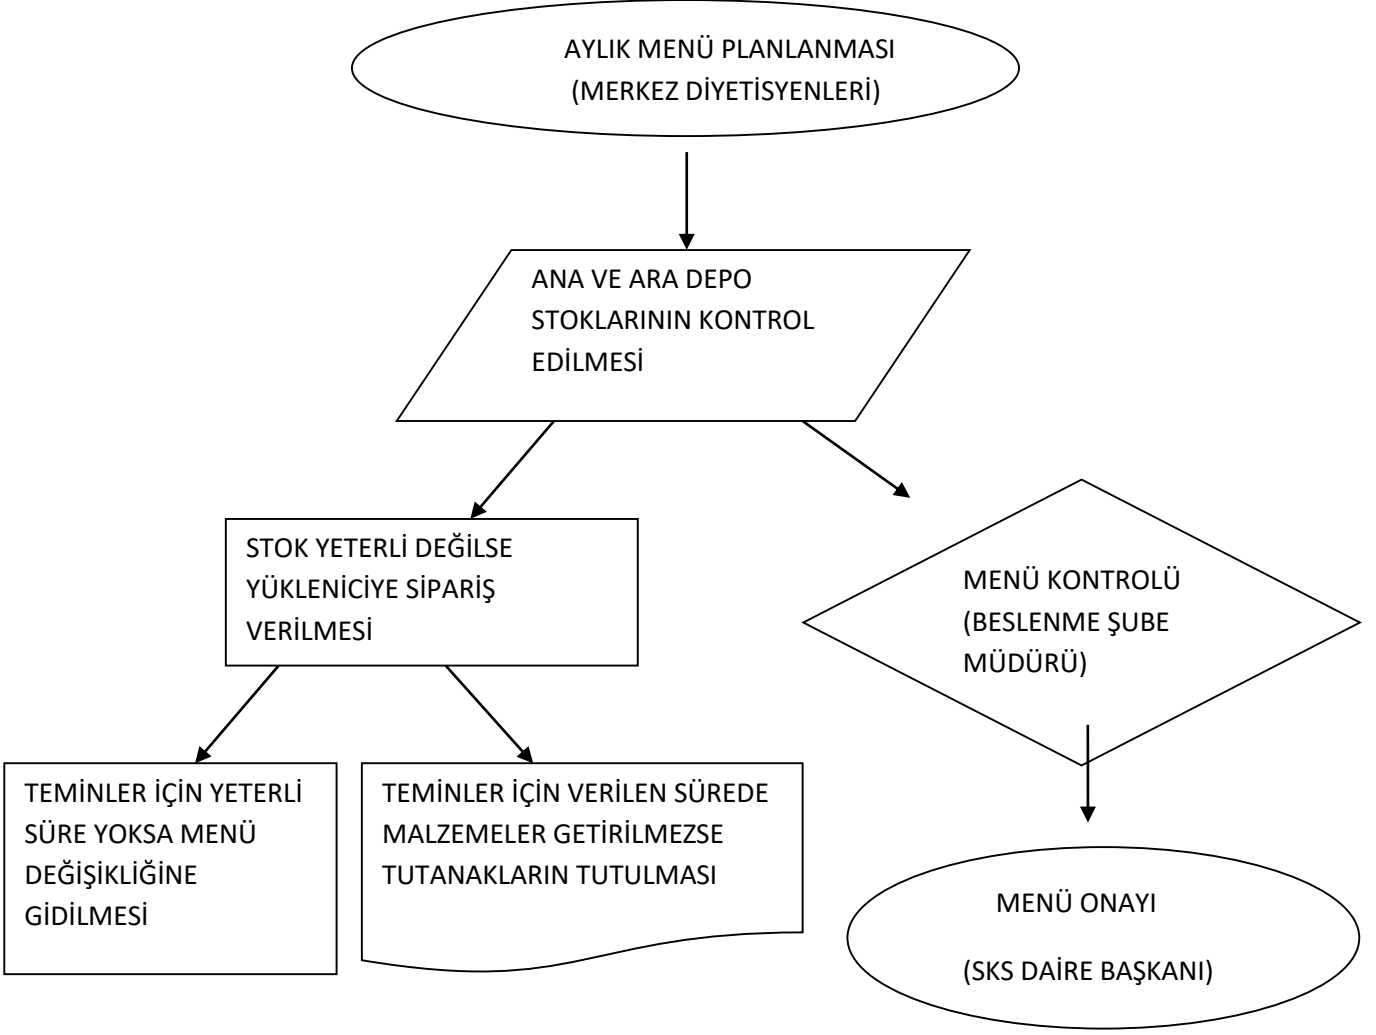 AYLIK MENÜ PLANLANMASI
(MERKEZ DİYETİSYENLERİ)
ANA VE ARA DEPO
STOKLARININ KONTROL
EDİLMESİ
STOK YETERLİ DEĞİLSE
YÜKLENİCİYE SİPARİŞ
VERİLMESİ
MENÜ KONTROLÜ
(BESLENME ŞUBE
MÜDÜRÜ)
TEMİNLER İÇİN YETERLİ
SÜRE YOKSA MENÜ
DEĞİŞİKLİĞİNE
GİDİLMESİ
TEMİNLER İÇİN VERİLEN SÜREDE
MALZEMELER GETİRİLMEZSE
TUTANAKLARIN TUTULMASI
MENÜ ONAYI
(SKS DAİRE BAŞKANI)